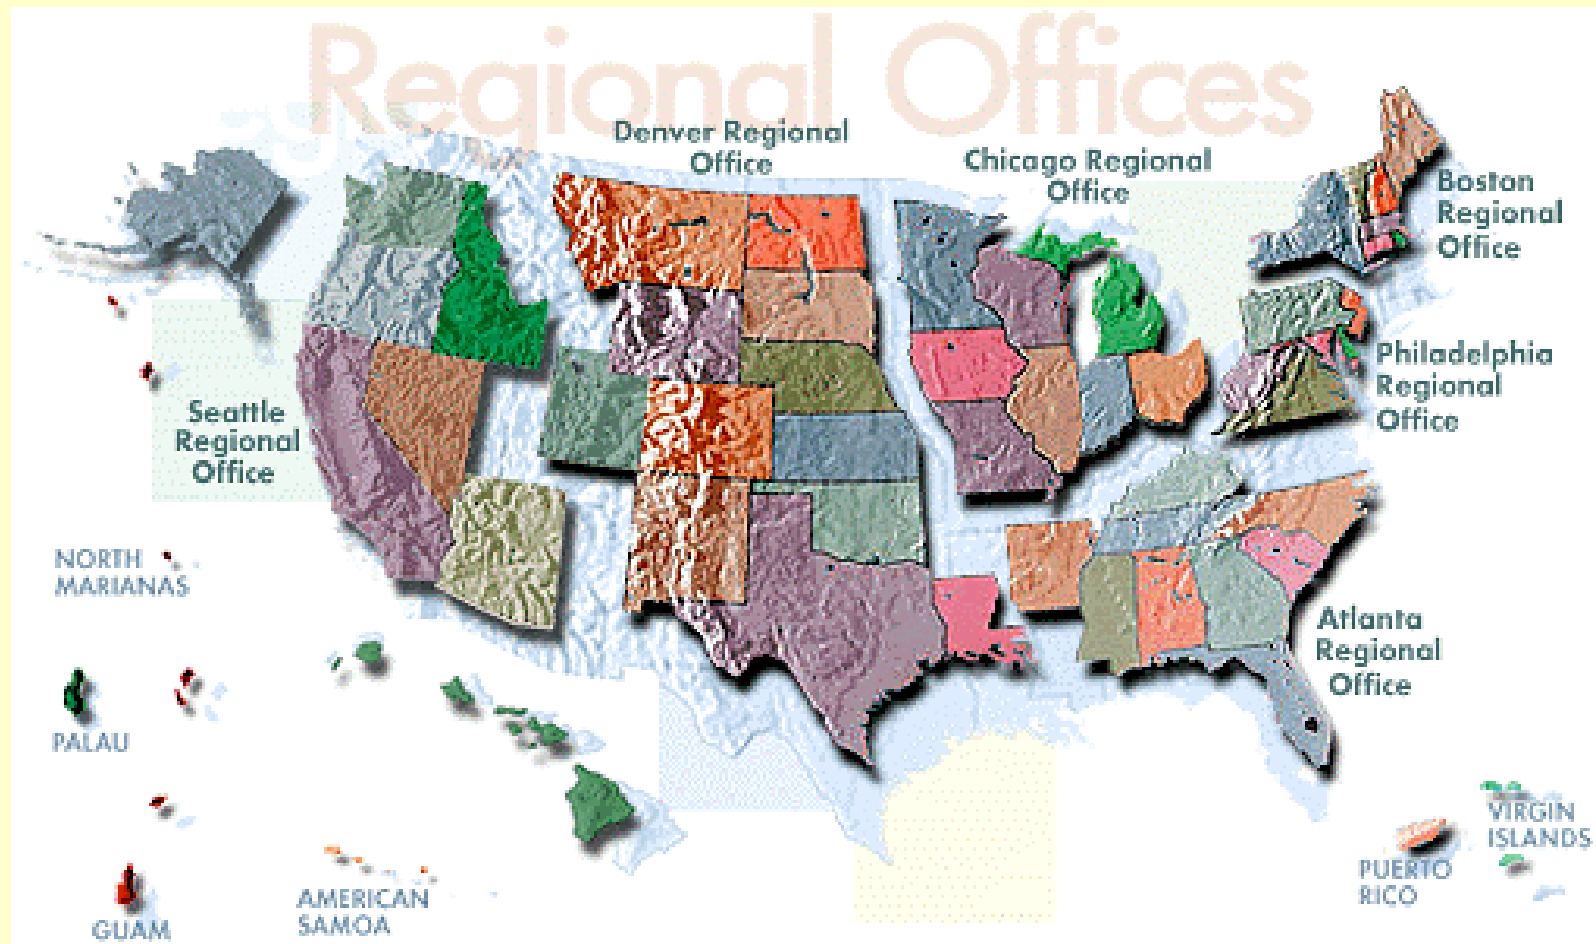 Regional Offices
Denver Regional
Office
Chicago Regional
Office
Boston
Regional
Office
Philadelphia
Regional
Office
Seattle
Regional
Office
NORTH
MARIANAS
Atlanta
Regional
Office
PALAU
GUAM
AMERICAN
SAMOA
VIRGIN
ISLANDS
PUERTO
RICO